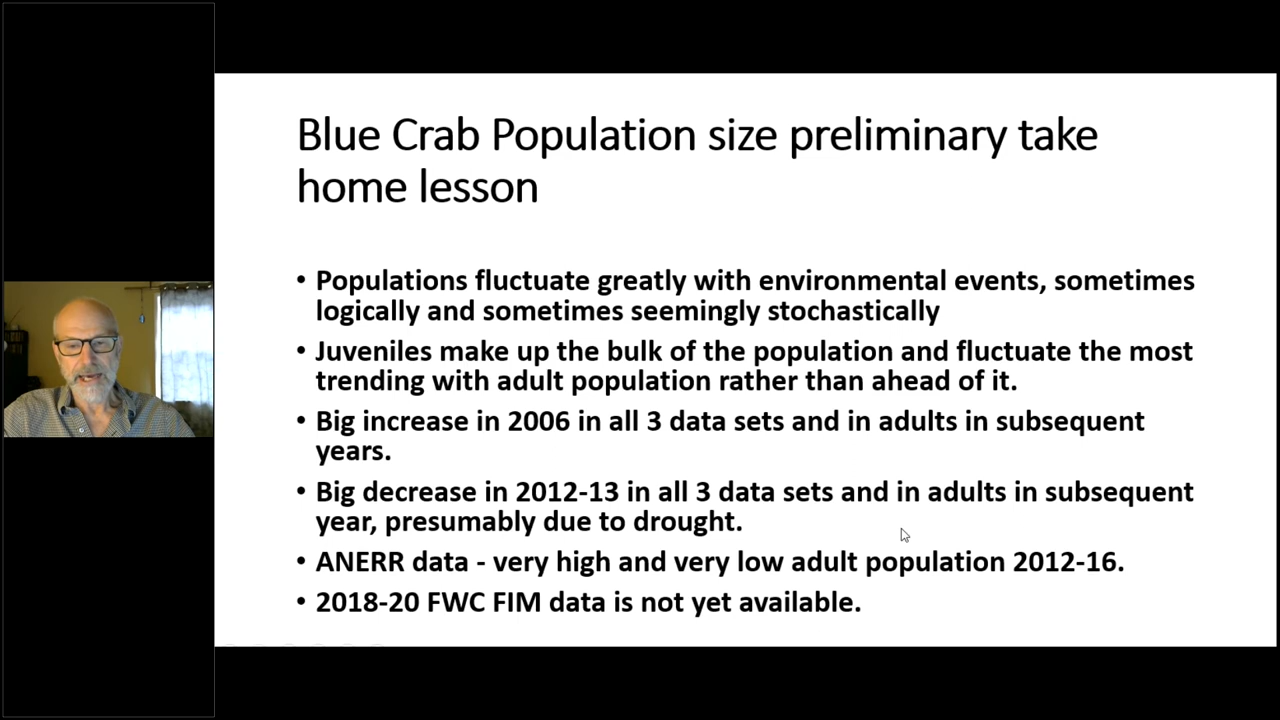 Blue Crab Population size preliminary take
home lesson
• Populations fluctuate greatly with environmental events, sometimes
logically and sometimes seemingly stochastically
• Juveniles make up the bulk of the population and fluctuate the most
trending with adult population rather than ahead of it.
• Big increase in 2006 in all 3 data sets and in adults in subsequent
years.
• Big decrease in 2012-13 in all 3 data sets and in adults in subsequent
year, presumably due to drought.
• ANERR data - very high and very low adult population 2012-16.
• 2018-20 FWC FIM data is not yet available.